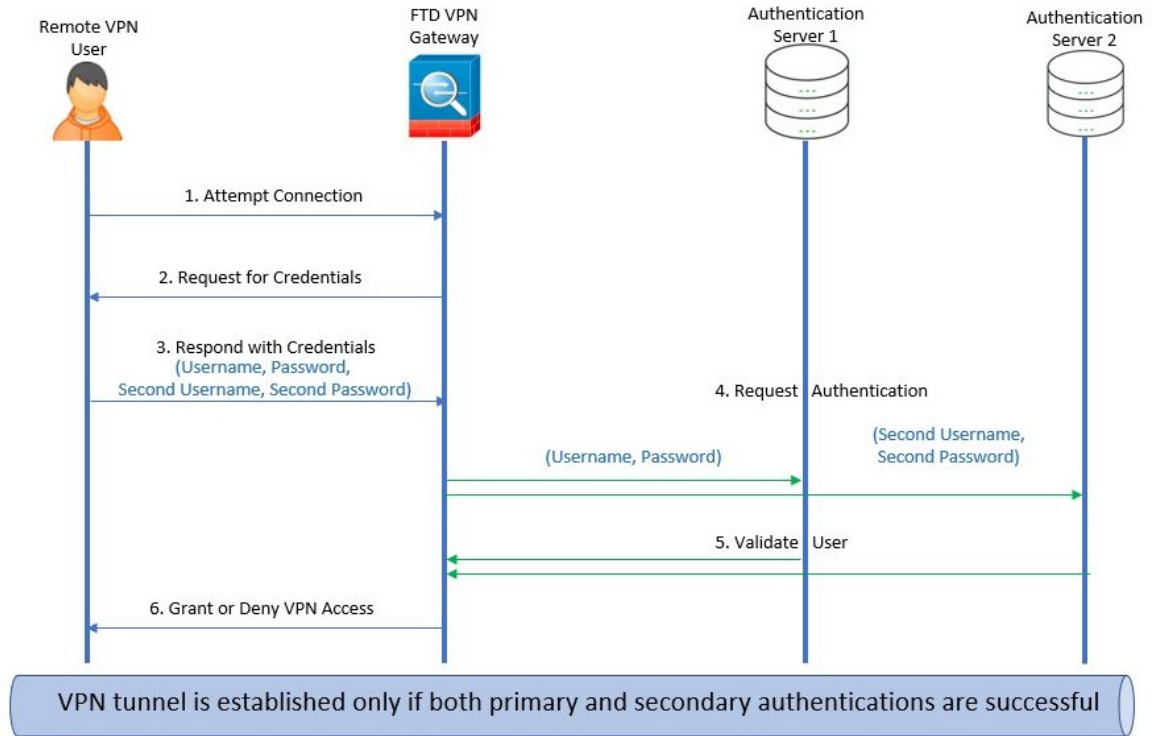 Remote VPN
User
FTD VPN
Gateway
Authentication
Server 1
Authentication
Server 2
1. Attempt Connection
2. Request for Credentials
3. Respond with Credentials
(Username, Password,
Second Username, Second Password)
4. Request Authentication
(Username, Password)
(Second Username,
Second Password)
5. Validate User
6. Grant or Deny VPN Access
VPN tunnel is established only if both primary and secondary authentications are successful